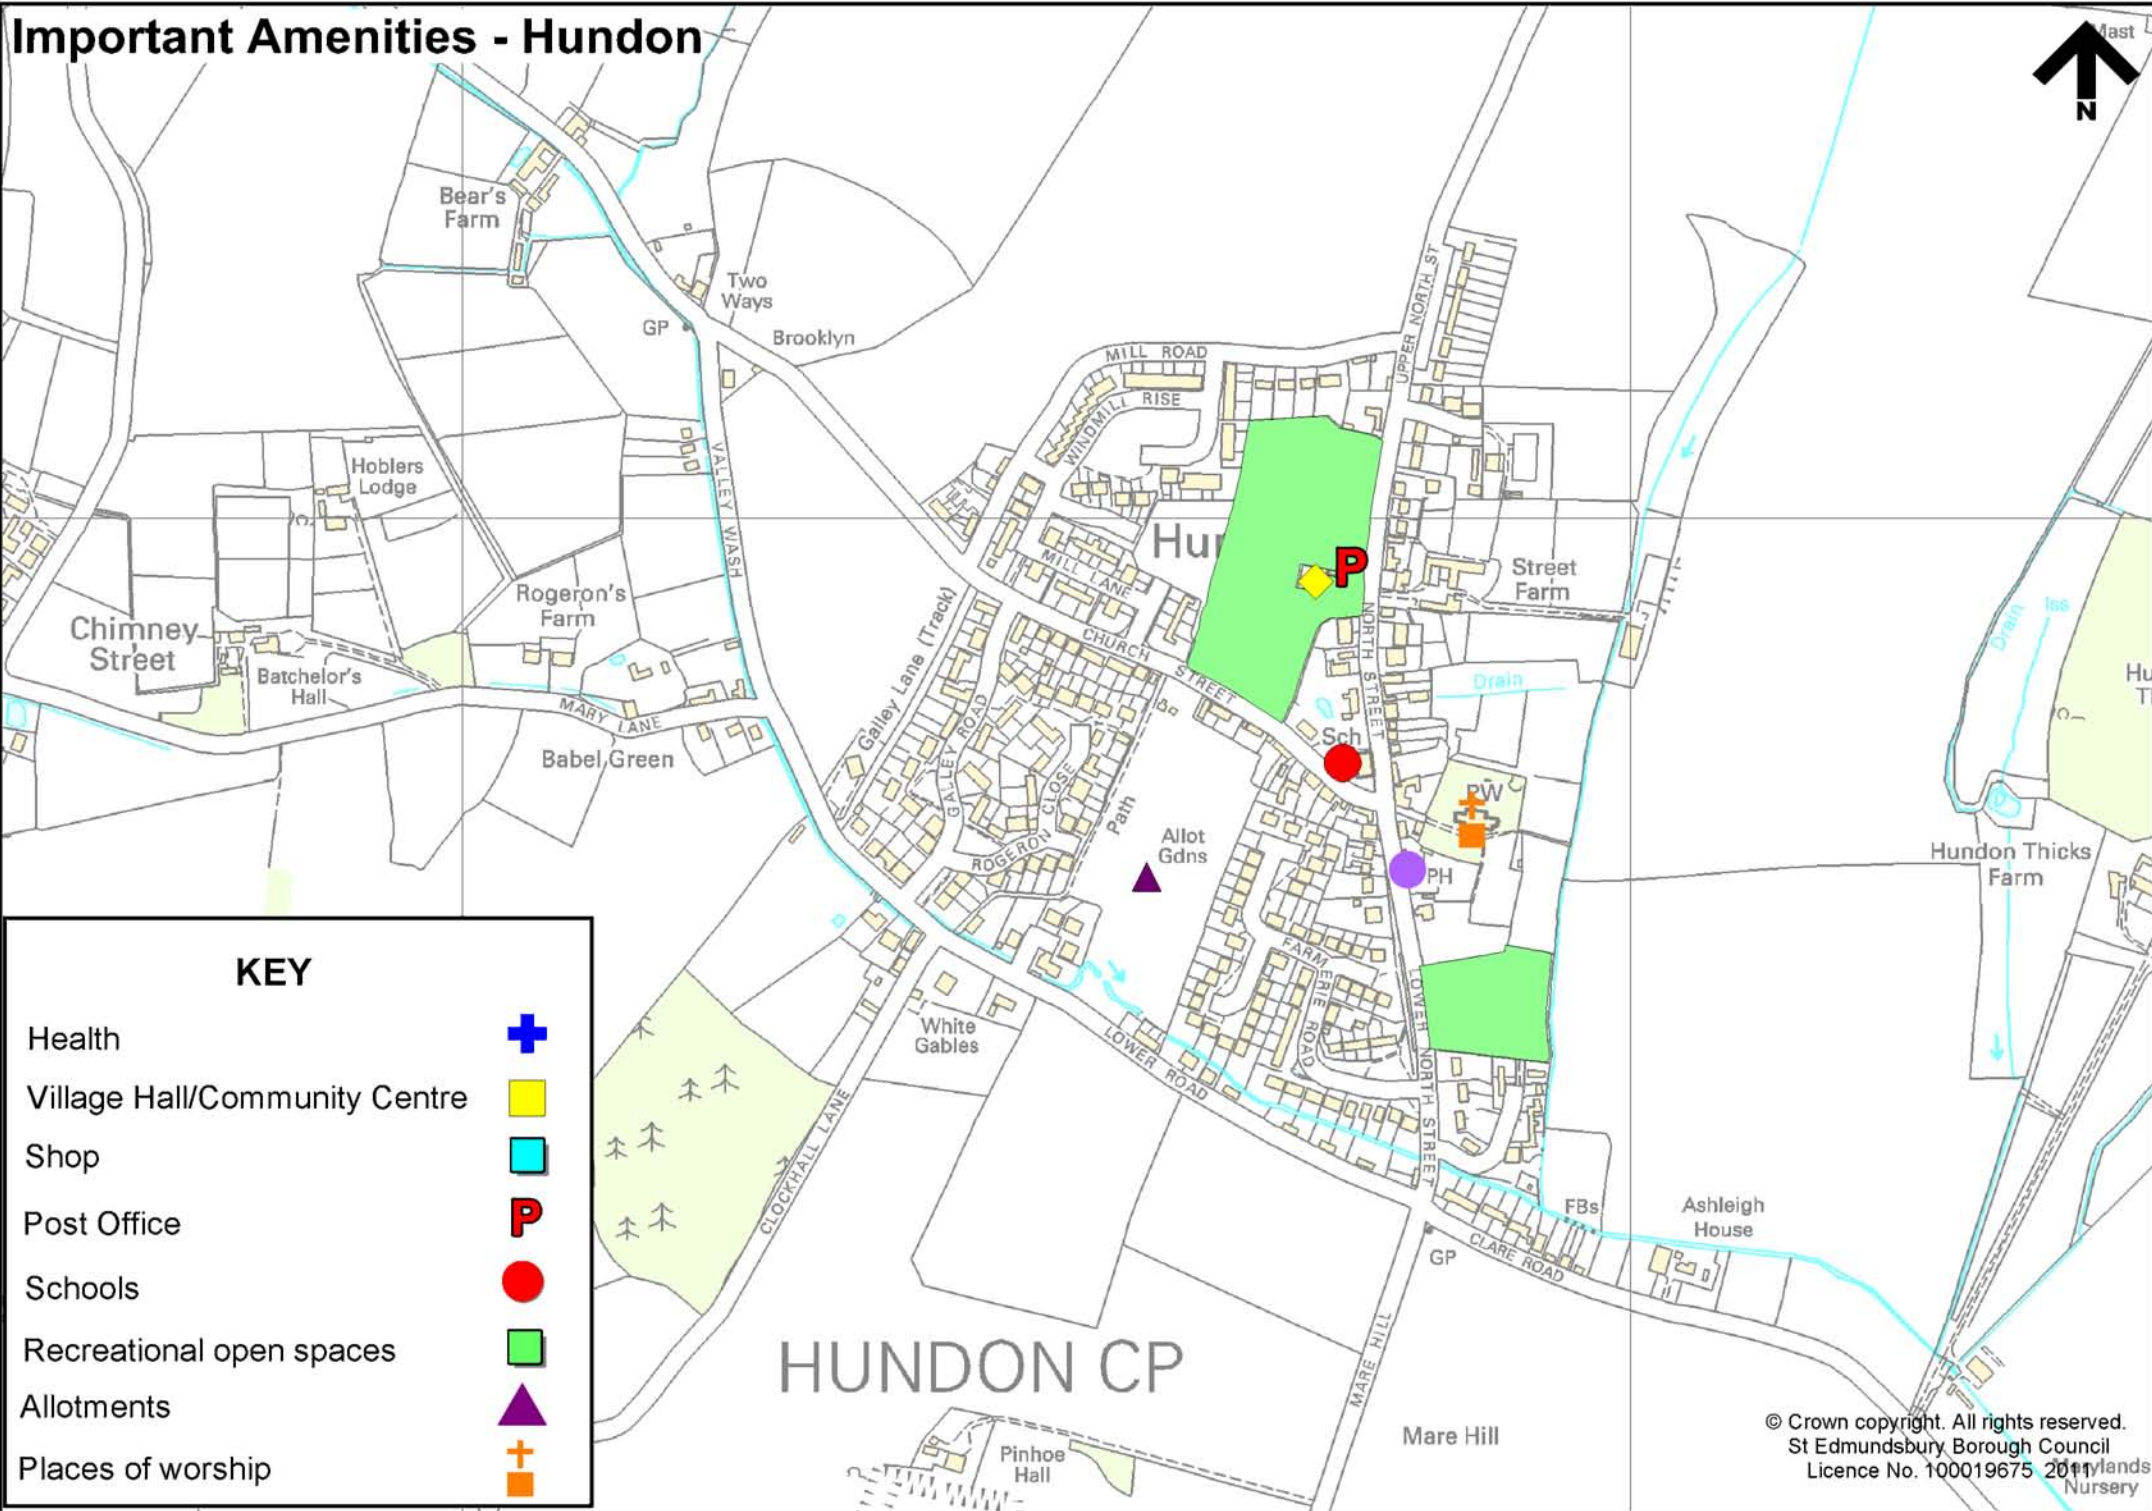 Important Amenities - Hundon
Mast
N
Bear's
Farm
Two
Ways
GP
Brooklyn
MILL ROAD
UPPER NORTH ST
WINDMILL RISE
Hoblers
Lodge
VALLEY WASH
Hun
P
MILL LANE
Street
Farm
Drain
Iss
Rogeron's
Farm
Chimney
Street
Batchelor's
Hall
CHURCH STREET
NORTH STREET
Galley Lane (Track)
GALLEY ROAD
Drain
MARY LANE
Babel Green
Sch
PW
CLOSE
ROGERON
Path
Allot
Gdns
PH
Hundon Thicks
Farm
FARMERIE ROAD
LOWER NORTH STREET
White
Gables
LOWER ROAD
CLOCKHALL LANE
FBs
Ashleigh
House
GP
CLARE ROAD
MARE HILL
HUNDON CP
Mare Hill
Pinhoe
Hall
KEY
Health
Village Hall/Community Centre
Shop
Post Office P
Schools
Recreational open spaces
Allotments
Places of worship
© Crown copyright. All rights reserved.
St Edmundsbury Borough Council
Licence No. 100019675 2011
Nursery